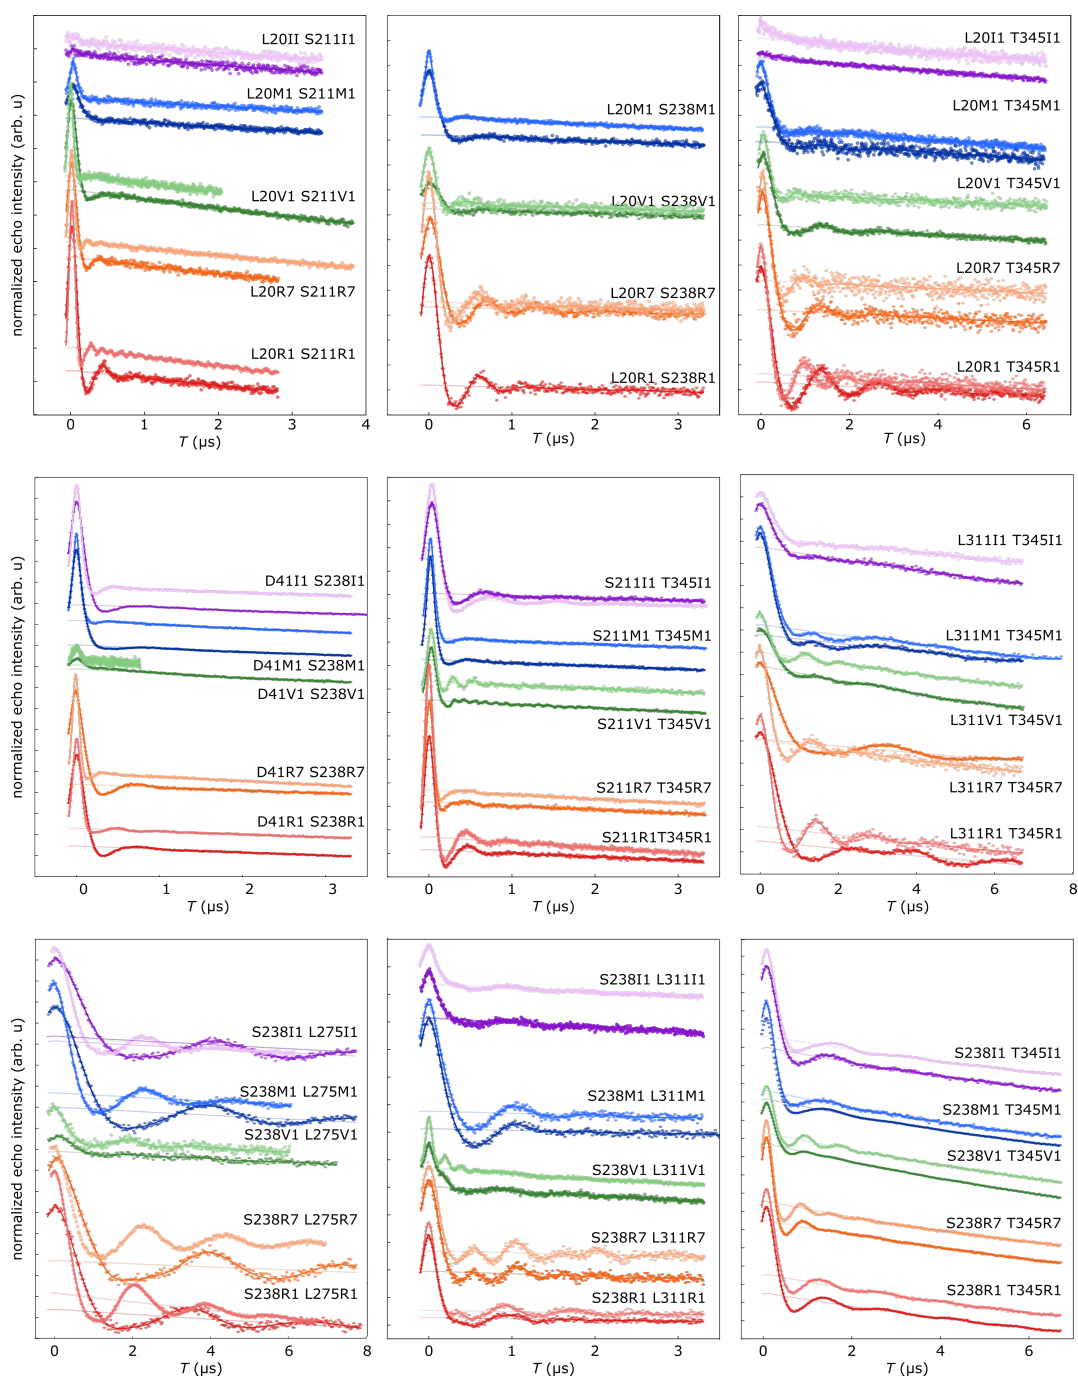 normalized echo intensity (arb. u)
L20II S211I1
L20M1 S211M1
L20V1 S211V1
L20R7 S211R7
L20R1 S211R1
0 1 2 3 4
T (µs)
L20M1 S238M1
L20V1 S238V1
L20R7 S238R7
L20R1 S238R1
0 1 2 3
T (µs)
L20I1 T345I1
L20M1 T345M1
L20V1 T345V1
L20R7 T345R7
L20R1 T345R1
0 2 4 6
T (µs)
normalized echo intensity (arb. u)
D41I1 S238I1
D41M1 S238M1
D41V1 S238V1
D41R7 S238R7
D41R1 S238R1
0 1 2 3
T (µs)
S211I1 T345I1
S211M1 T345M1
S211V1 T345V1
S211R7 T345R7
S211R1T345R1
0 1 2 3
T (µs)
L311I1 T345I1
L311M1 T345M1
L311V1 T345V1
L311R7 T345R7
L311R1 T345R1
0 2 4 6 8
T (µs)
normalized echo intensity (arb. u)
S238I1 L275I1
S238M1 L275M1
S238V1 L275V1
S238R7 L275R7
S238R1 L275R1
0 2 4 6 8
T (µs)
S238I1 L311I1
S238M1 L311M1
S238V1 L311V1
S238R7 L311R7
S238R1 L311R1
0 1 2 3
T (µs)
S238I1 T345I1
S238M1 T345M1
S238V1 T345V1
S238R7 T345R7
S238R1 T345R1
0 2 4 6
T (µs)